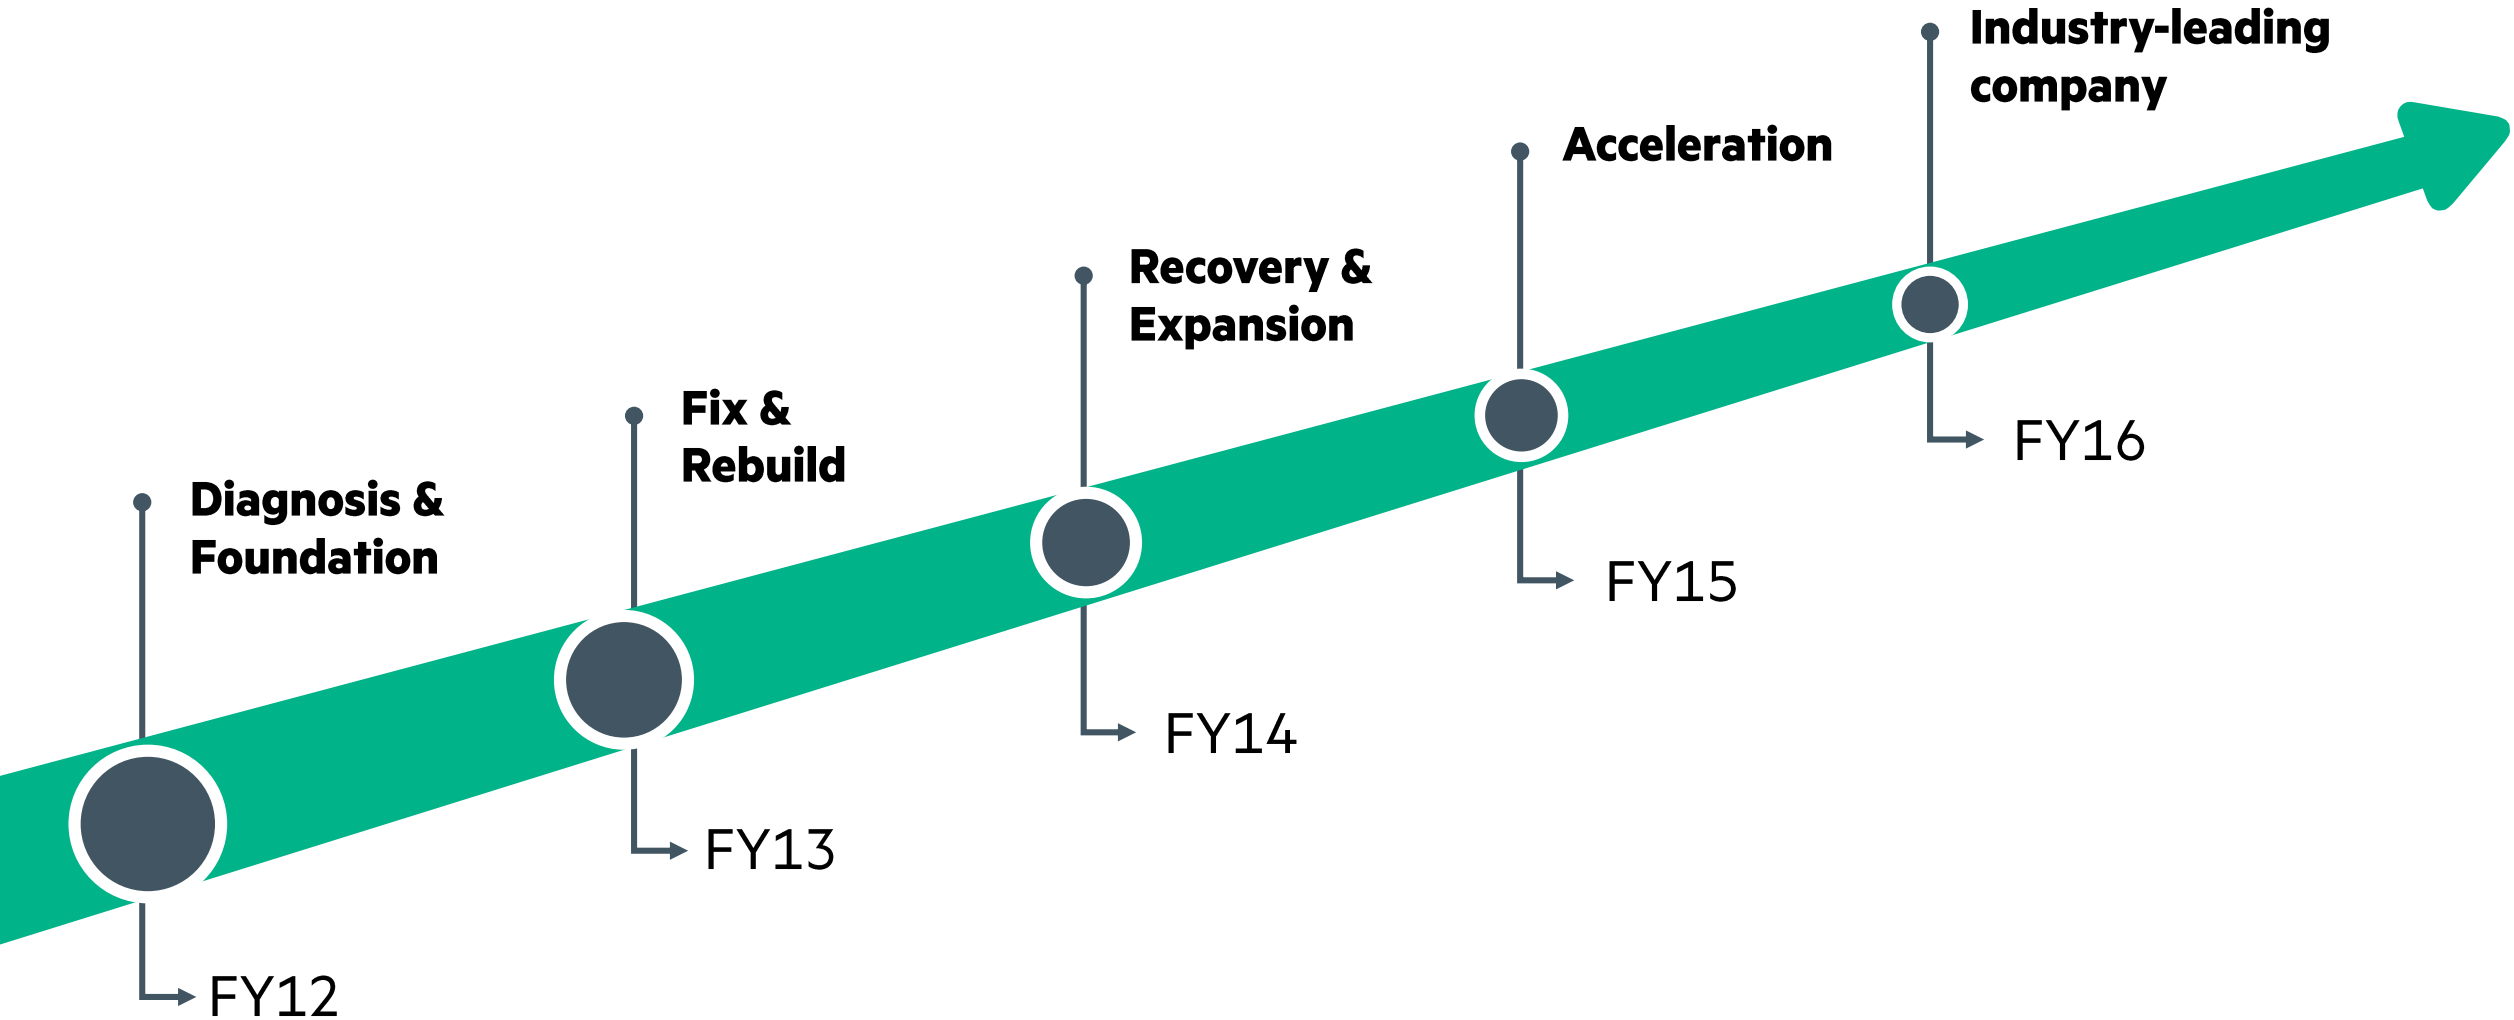 Diagnosis &
Foundation
FY12
Fix &
Rebuild
FY13
Recovery &
Expansion
FY14
Acceleration
FY15
Industry-leading
company
FY16